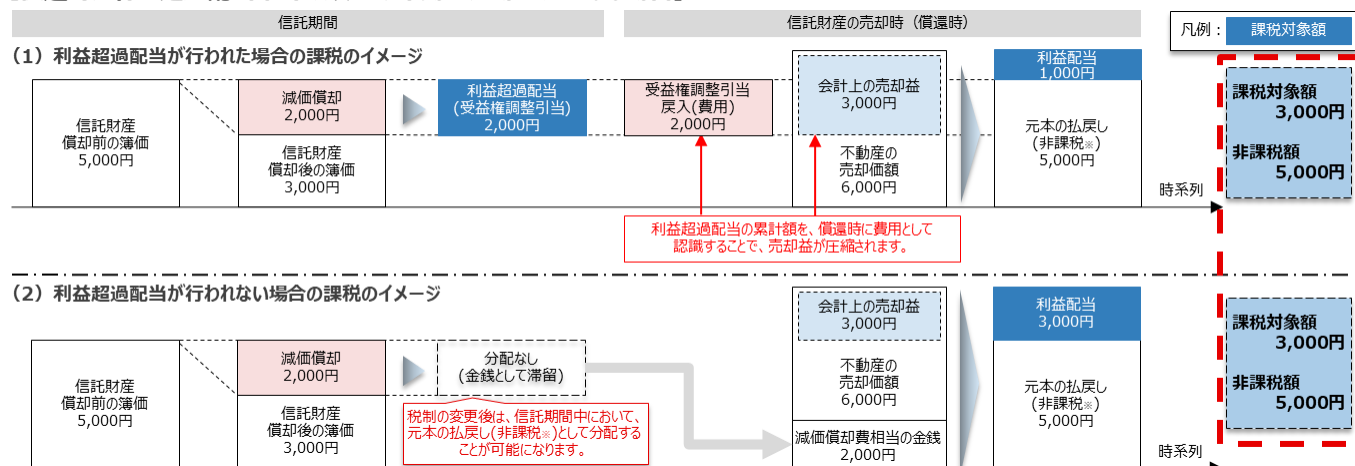 信託期間
信託財産の売却時（償還時）
凡例：
課税対象額
（1）利益超過配当が行われた場合の課税のイメージ
信託財産
償却前の簿価
5,000円
減価償却
2,000円
信託財産
償却後の簿価
3,000円
利益超過配当
(受益権調整引当)
2,000円
受益権調整引当
戻入(費用)
2,000円
会計上の売却益
3,000円
不動産の
売却価額
6,000円
利益配当
1,000円
元本の払戻し
(非課税※)
5,000円
課税対象額
3,000円
非課税額
5,000円
時系列
利益超過配当の累計額を、償還時に費用として
認識することで、売却益が圧縮されます。
（2）利益超過配当が行われない場合の課税のイメージ
信託財産
償却前の簿価
5,000円
減価償却
2,000円
信託財産
償却後の簿価
3,000円
分配なし
(金銭として滞留)
税制の変更後は、信託期間中において、
元本の払戻し(非課税※)として分配する
ことが可能になります。
会計上の売却益
3,000円
不動産の
売却価額
6,000円
減価償却費相当の金銭
2,000円
利益配当
3,000円
元本の払戻し
(非課税※)
5,000円
課税対象額
3,000円
非課税額
5,000円
時系列